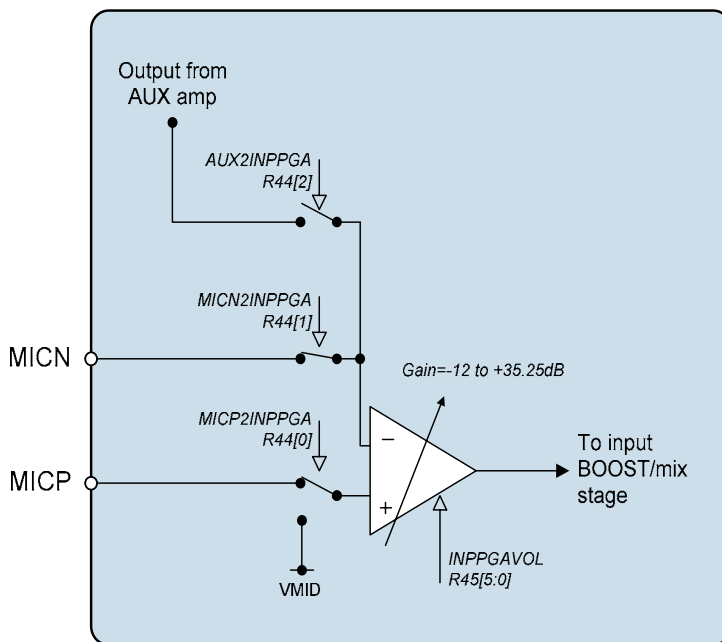 Output from
AUX amp
AUX2INPPGA
R44[2]
MICN2INPPGA
R44[1]
MICN
Gain=-12 to +35.25dB
MICP2INPPGA
R44[0]
MICP
−
+
To input
BOOST/mix
stage
VMID
INPPGAVOL
R45[5:0]